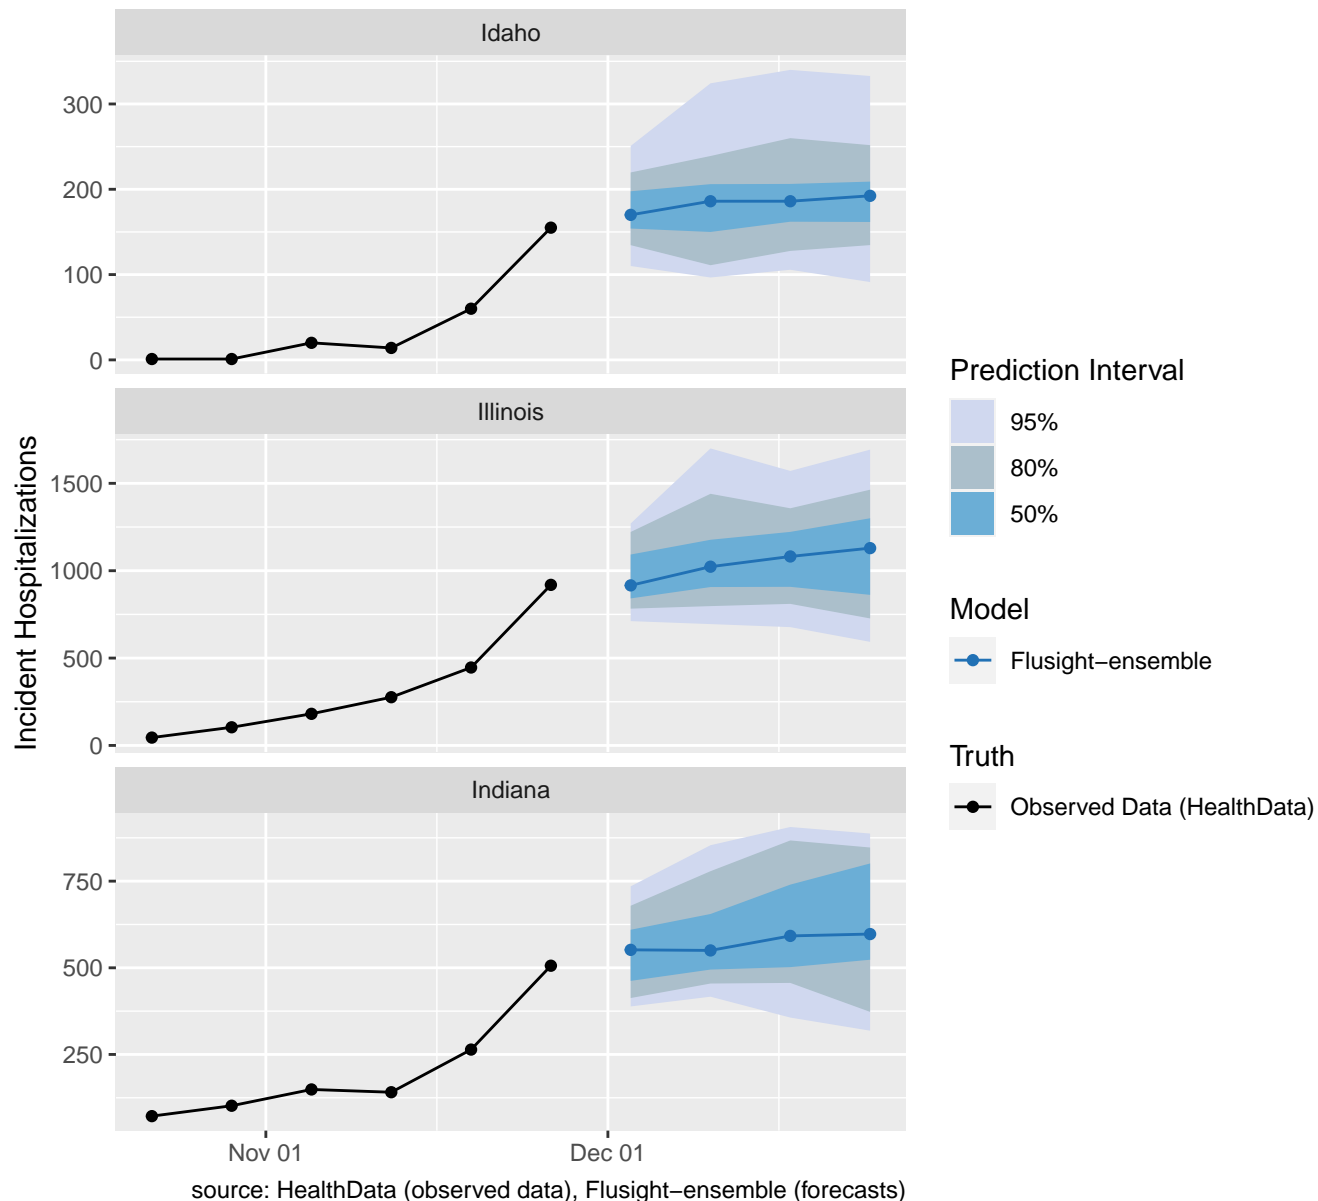 Idaho
300
200
100
0
Illinois
1500
1000
500
0
Indiana
750
500
250
Nov 01
Dec 01
Incident Hospitalizations
source: HealthData (observed data), Flusight−ensemble (forecasts)
Prediction Interval
95%
80%
50%
Model
Flusight−ensemble
Truth
Observed Data (HealthData)